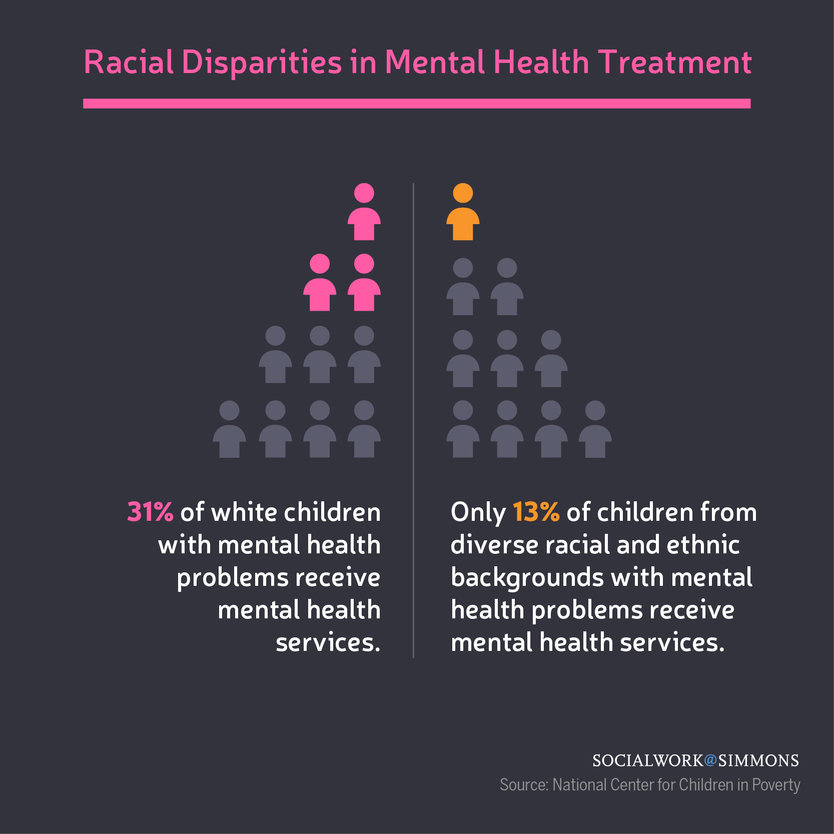 Racial Disparities in Mental Health Treatment
31% of white children
with mental health
problems receive
mental health
services.
Only 13% of children from
diverse racial and ethnic
backgrounds with mental
health problems receive
mental health services.
SOCIALWORK@SIMMONS
Source: National Center for Children in Poverty